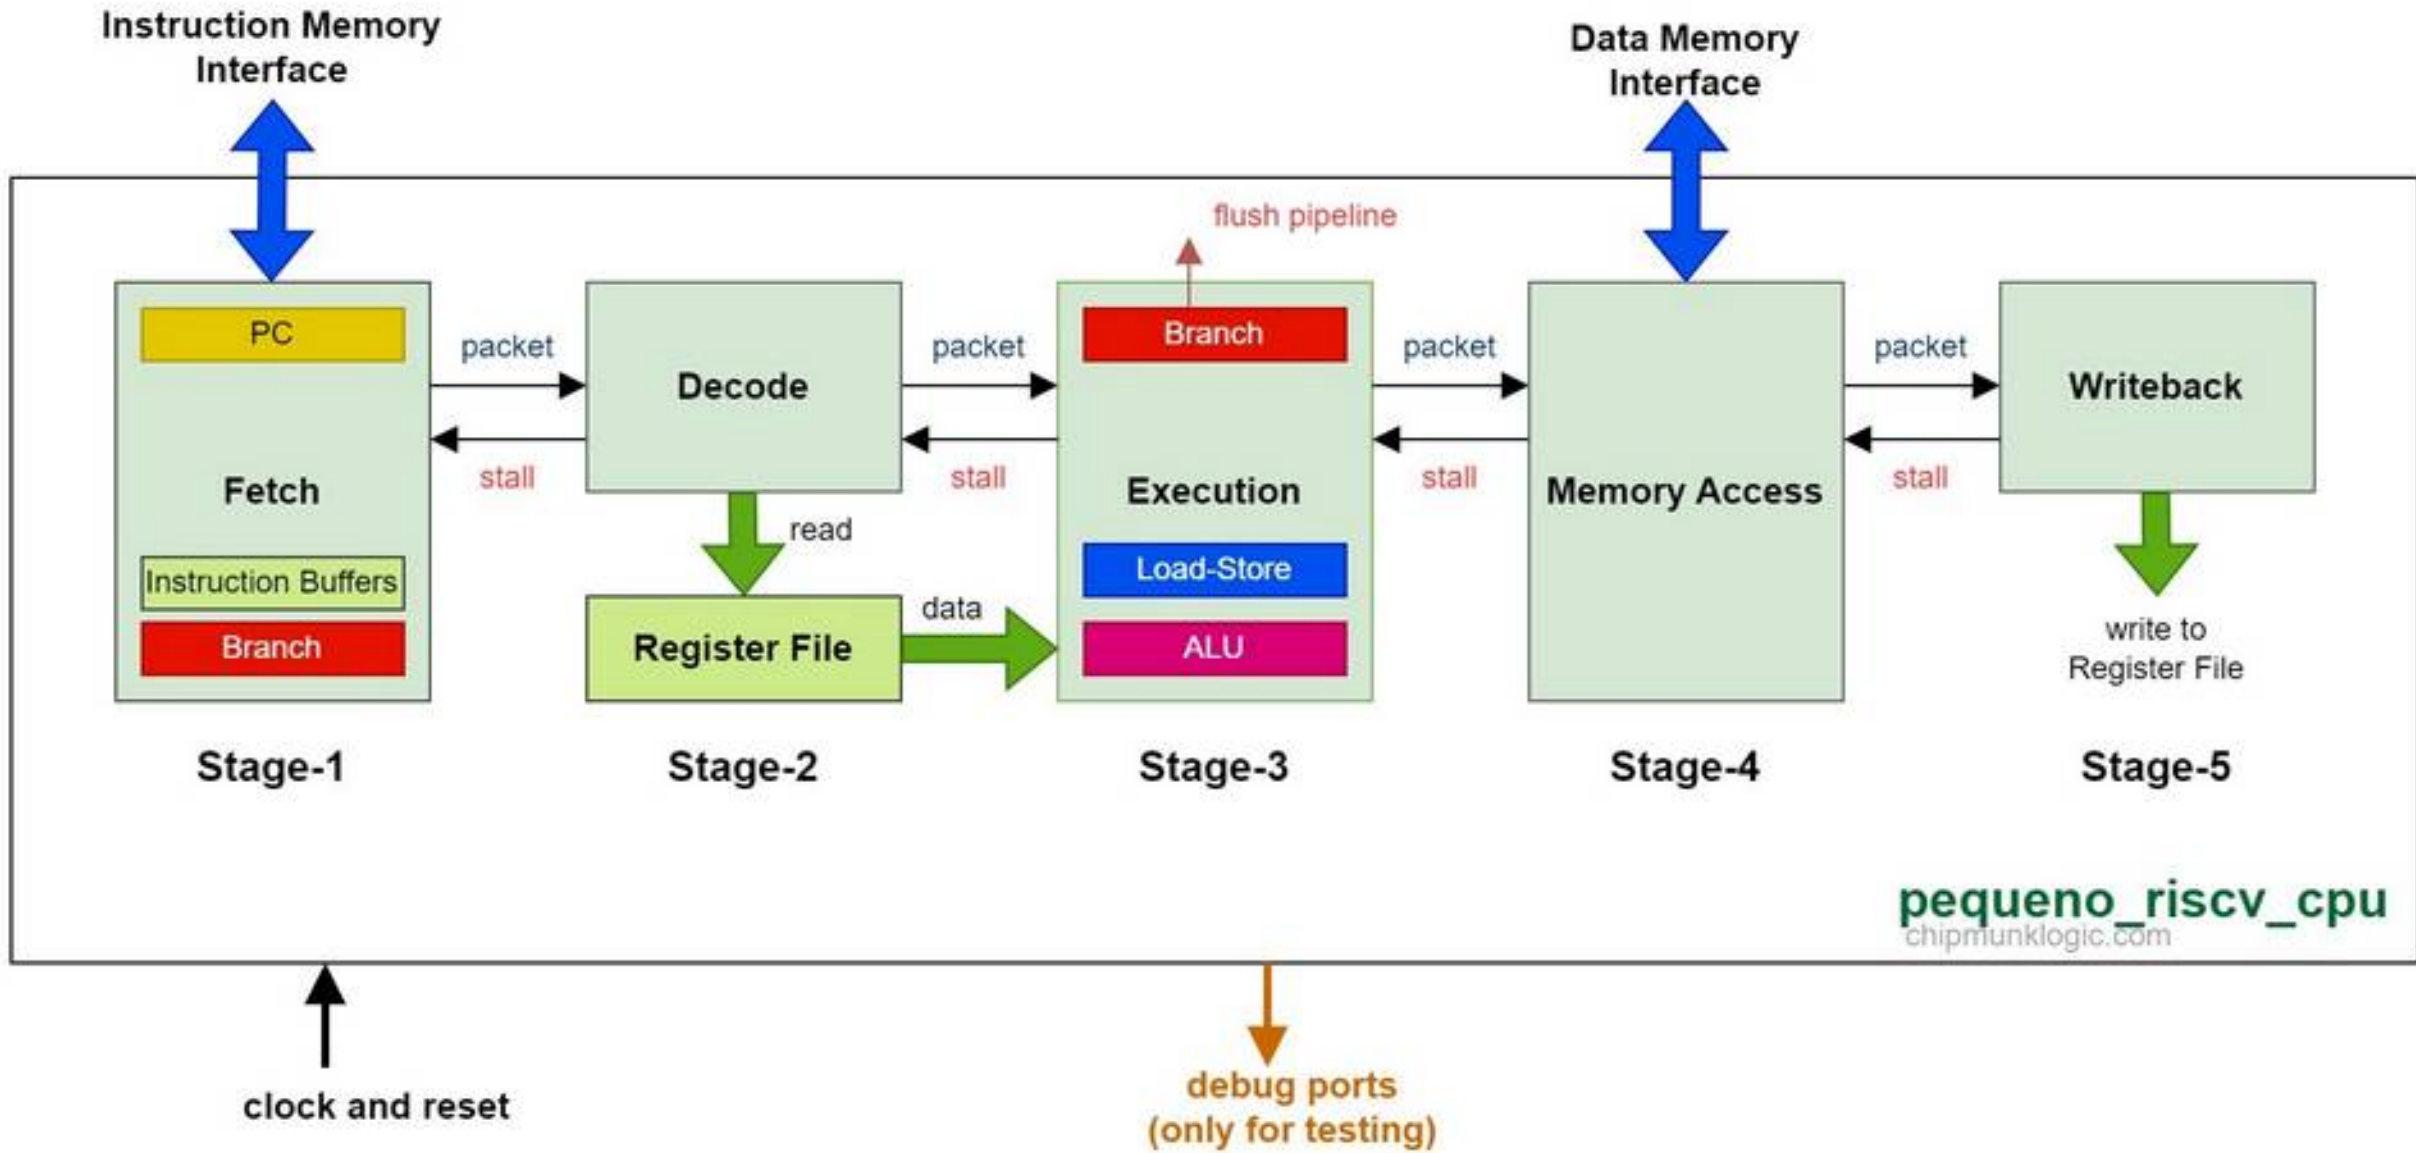 Instruction Memory
Interface
Data Memory
Interface
flush pipeline
PC
Fetch
Instruction Buffers
Branch
packet
stall
Decode
read
Register File
data
packet
stall
Branch
Execution
Load-Store
ALU
packet
stall
Memory Access
packet
stall
Writeback
write to
Register File
Stage-1
Stage-2
Stage-3
Stage-4
Stage-5
pequeno_riscv_cpu
chipmunklogic.com
clock and reset
debug ports
(only for testing)